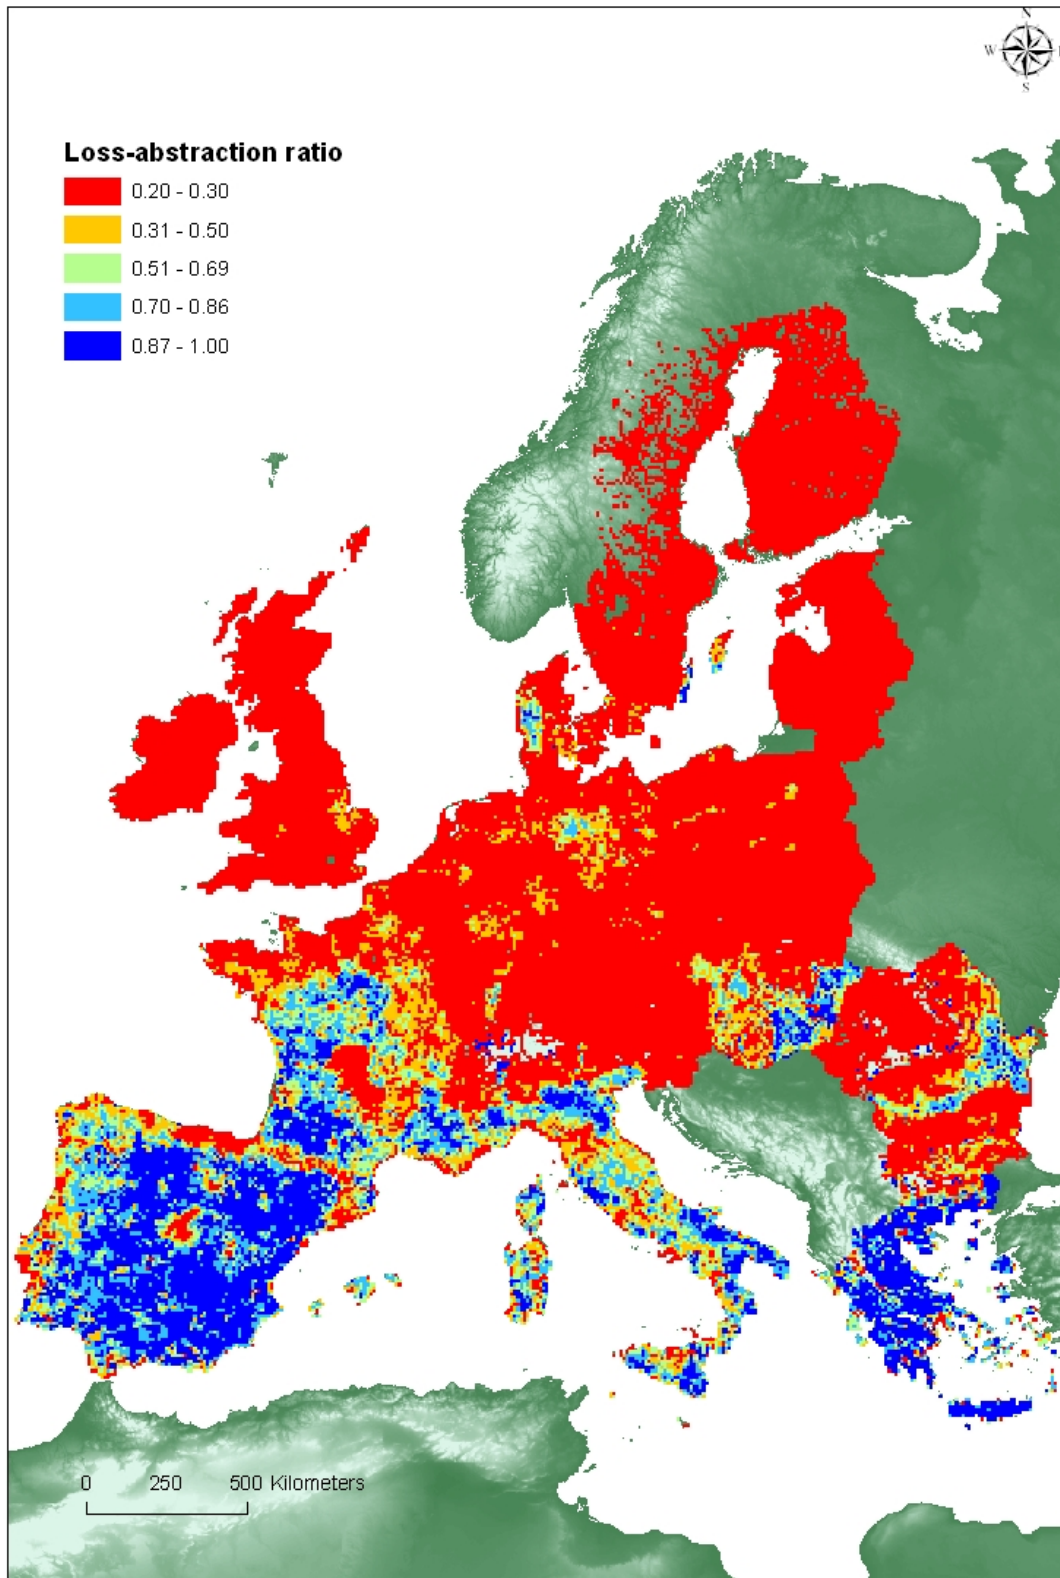 N
W
S
Loss-abstraction ratio
0.20 - 0.30
0.31 - 0.50
0.51 - 0.69
0.70 - 0.86
0.87 - 1.00
0 250 500 Kilometers